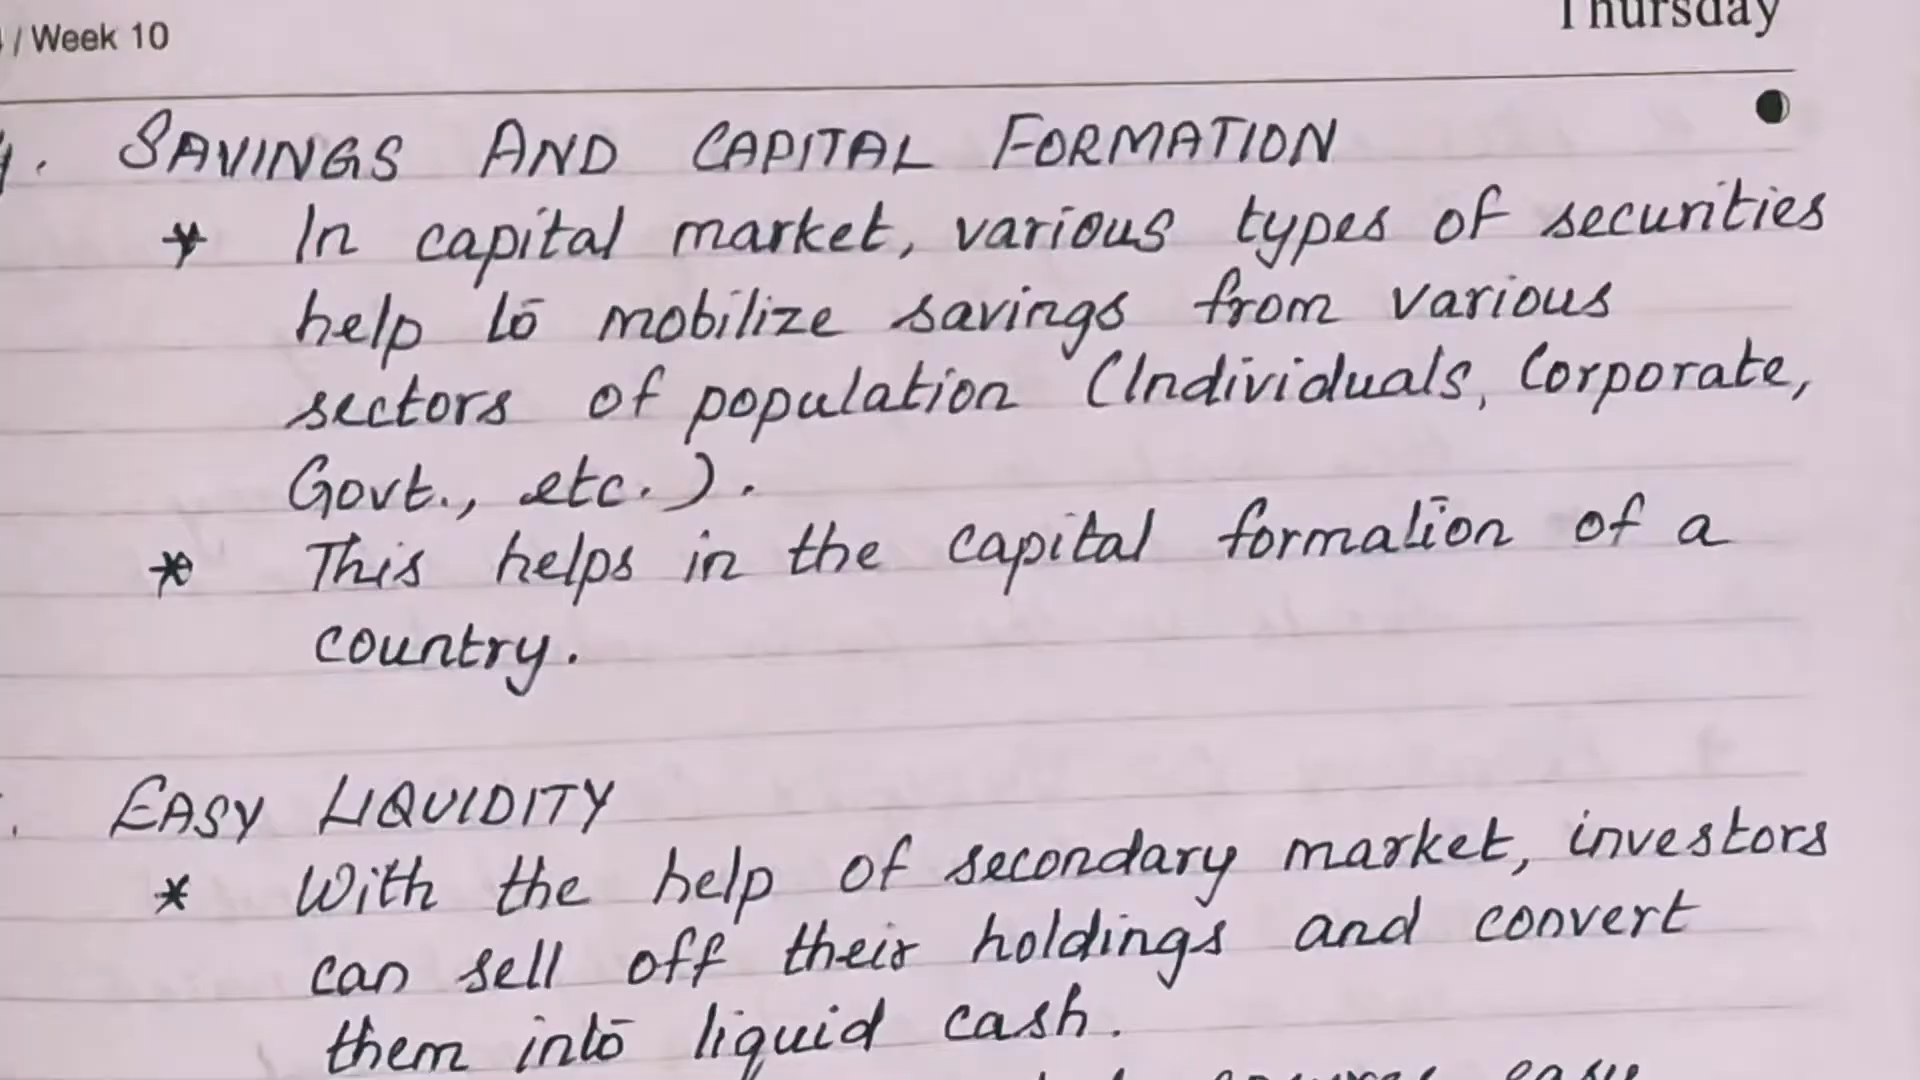 / Week 10
Thursday
. SAVINGS AND CAPITAL FORMATION
* In capital market, various types of securities
help to mobilize savings from various
sectors of population (Individuals, Corporate,
Govt., etc.).
* This helps in the capital formation of a
country.
. EASY LIQUIDITY
* With the help of secondary market, investors
can sell off their holdings and convert
them into liquid cash.
easy